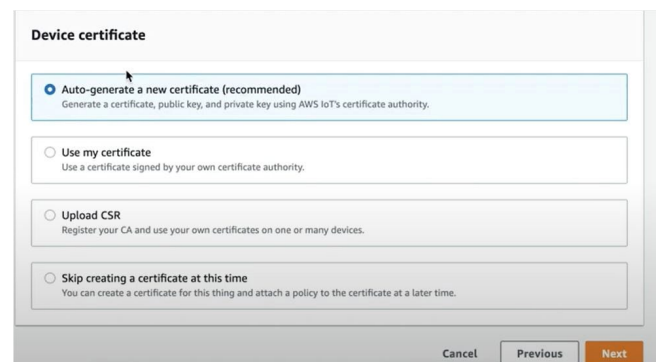 Device certificate
Auto-generate a new certificate (recommended)
Generate a certificate, public key, and private key using AWS IoT's certificate authority.
Use my certificate
Use a certificate signed by your own certificate authority.
Upload CSR
Register your CA and use your own certificates on one or many devices.
Skip creating a certificate at this time
You can create a certificate for this thing and attach a policy to the certificate at a later time.
Cancel Previous Next